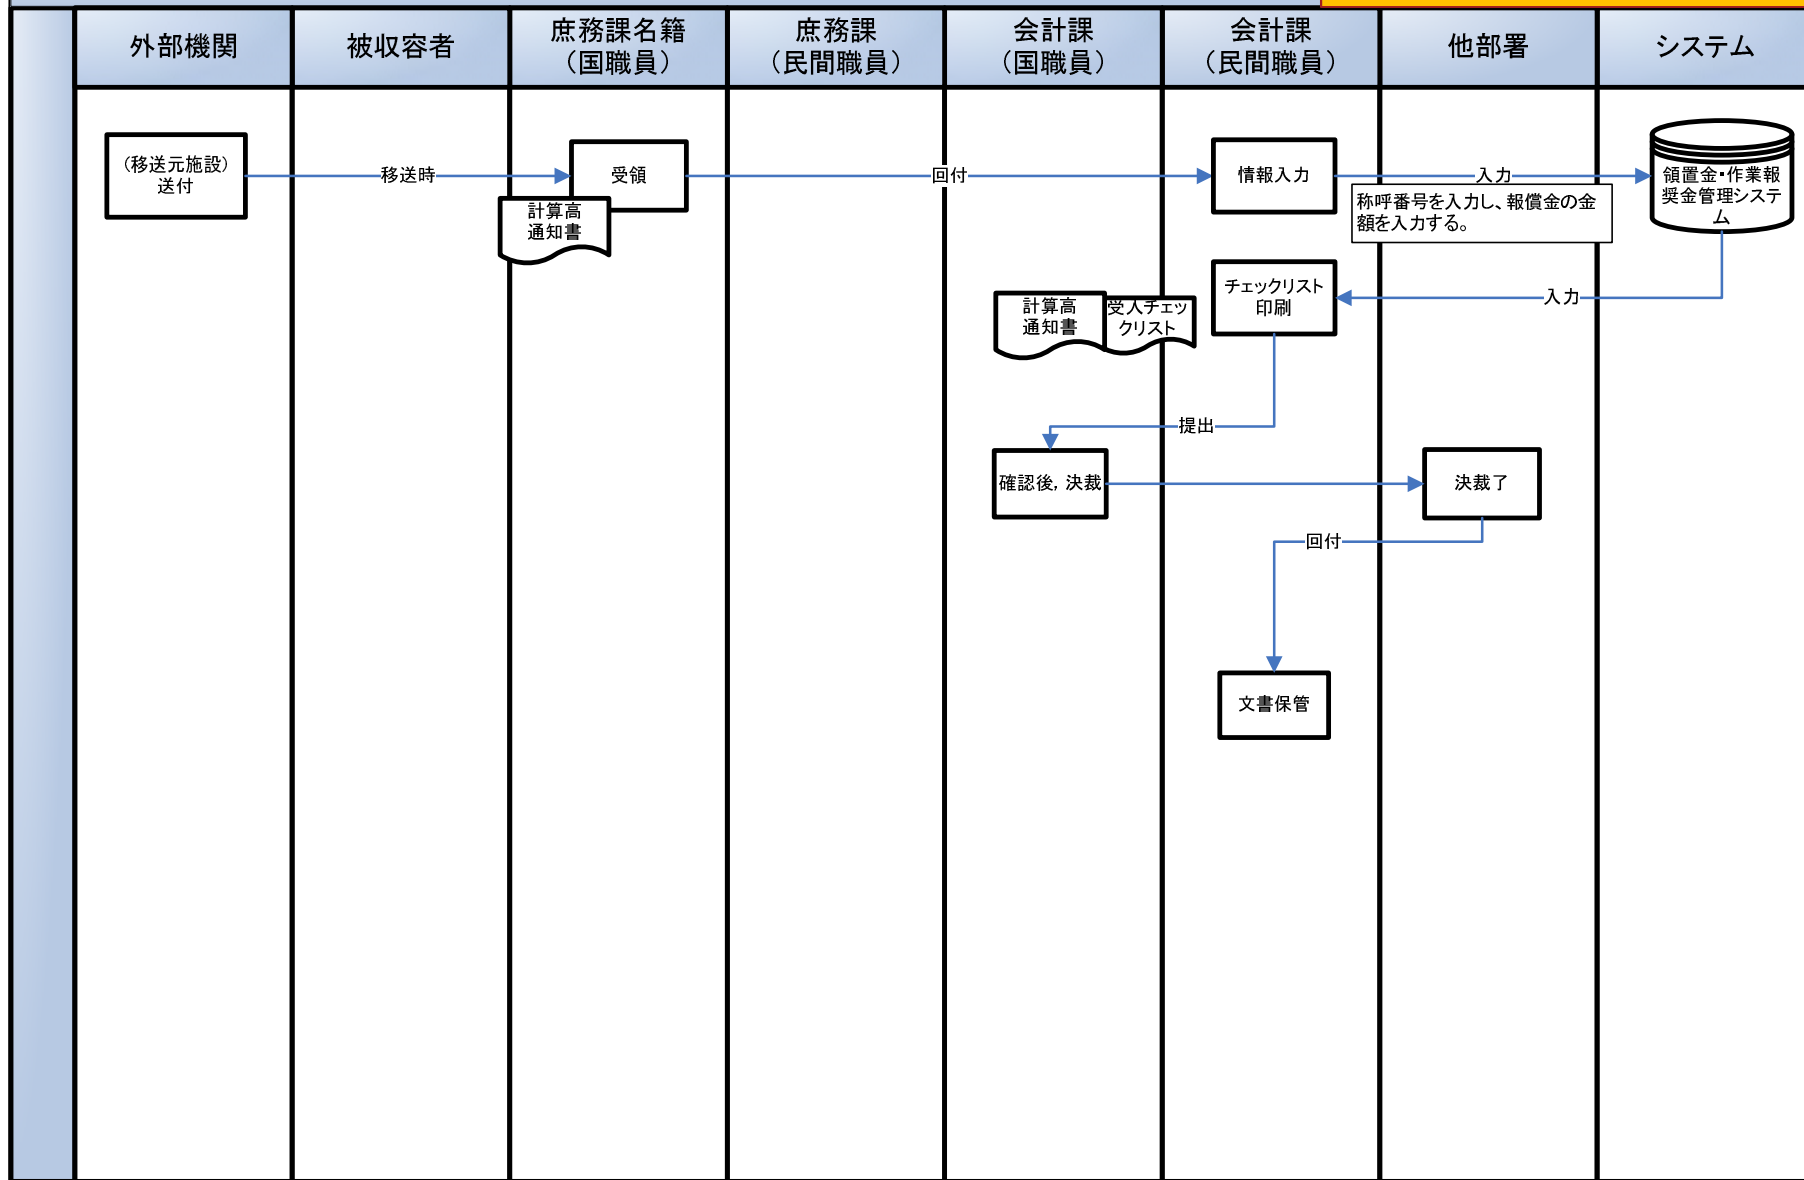 外部機関
被収容者
庶務課名籍
（国職員）
庶務課
（民間職員）
会計課
（国職員）
会計課
（民間職員）
他部署
システム
（移送元施設）
送付
移送時
受領
計算高
通知書
回付
情報入力
入力
称呼番号を入力し、報償金の金
額を入力する。
領置金・作業報
奨金管理システ
ム
チェックリスト
印刷
入力
計算高
通知書
受入チェッ
クリスト
提出
確認後，決裁
決裁了
回付
文書保管